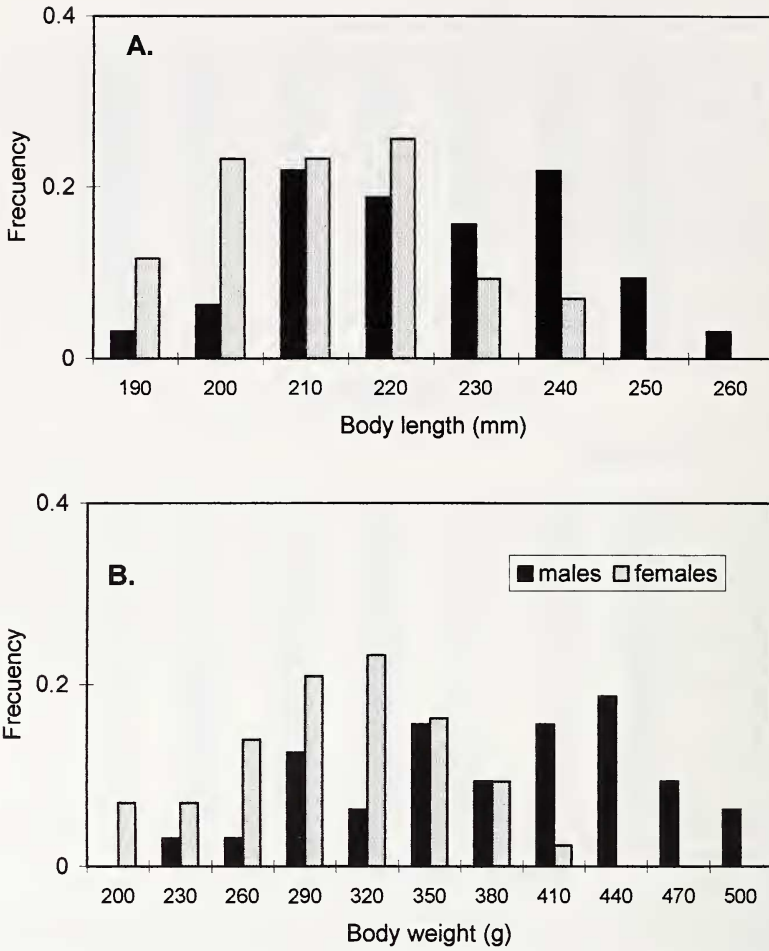 0.4
A.
Frecuency
0.2
0
190 200 210 220 230 240 250 260
Body length (mm)
0.4
B.
males females
Frecuency
0.2
0
200 230 260 290 320 350 380 410 440 470 500
Body weight (g)